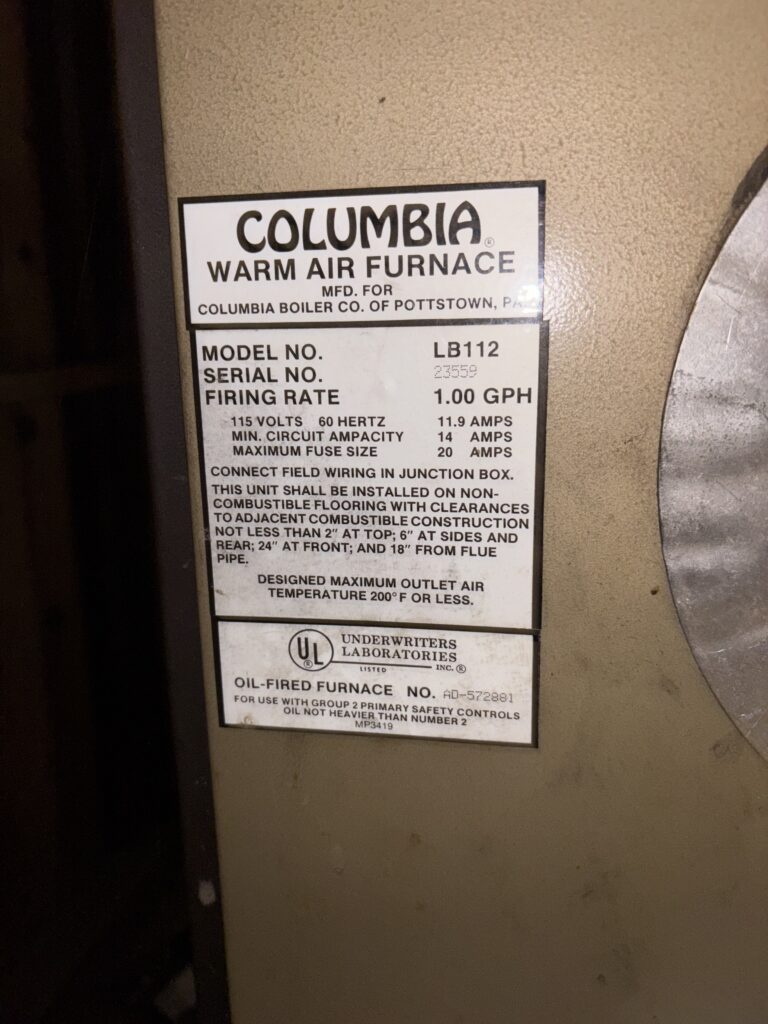 COLUMBIA®
WARM AIR FURNACE
MFD. FOR
COLUMBIA BOILER CO. OF POTTSTOWN, PA.
MODEL NO. LB112
SERIAL NO. 23559
FIRING RATE 1.00 GPH
115 VOLTS 60 HERTZ 11.9 AMPS
MIN. CIRCUIT AMPACITY 14 AMPS
MAXIMUM FUSE SIZE 20 AMPS
CONNECT FIELD WIRING IN JUNCTION BOX.
THIS UNIT SHALL BE INSTALLED ON NON-
COMBUSTIBLE FLOORING WITH CLEARANCES
TO ADJACENT COMBUSTIBLE CONSTRUCTION
NOT LESS THAN 2" AT TOP; 6" AT SIDES AND
REAR; 24" AT FRONT; AND 18" FROM FLUE
PIPE.
DESIGNED MAXIMUM OUTLET AIR
TEMPERATURE 200°F OR LESS.
UL® UNDERWRITERS
LABORATORIES
LISTED INC.®
OIL-FIRED FURNACE NO. AD-572881
FOR USE WITH GROUP 2 PRIMARY SAFETY CONTROLS
OIL NOT HEAVIER THAN NUMBER 2
MP3419